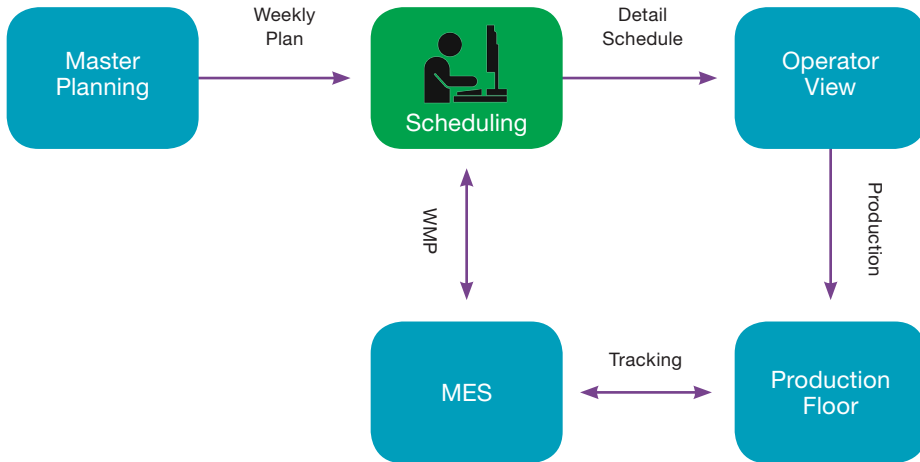 Weekly
Plan
Detail
Schedule
Master
Planning
Scheduling
Operator
View
WMP
Production
MES
Tracking
Production
Floor